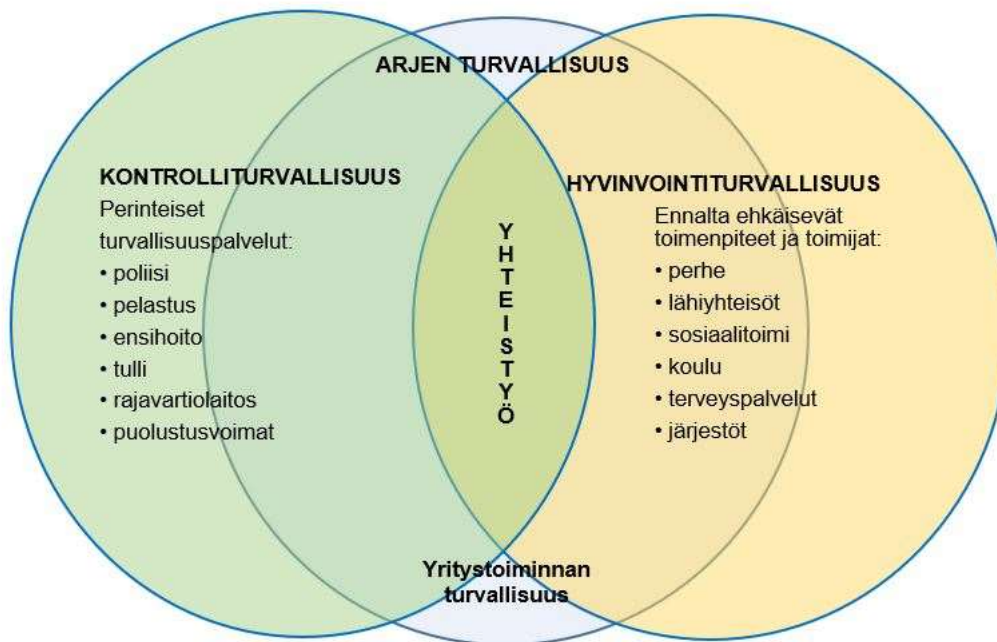 ARJEN TURVALLISUUS
KONTROLLITURVALLISUUS
Perinteiset
turvallisuuspalvelut:
• poliisi
• pelastus
• ensihoito
• tulli
• rajavartiolaitos
• puolustusvoimat
YHTEISTYÖ
HYVINVOINTITURVALLISUUS
Ennalta ehkäisevät
toimenpiteet ja toimijat:
• perhe
• lähiyhteisöt
• sosiaalitoimi
• koulu
• terveyspalvelut
• järjestöt
Yritystoiminnan
turvallisuus